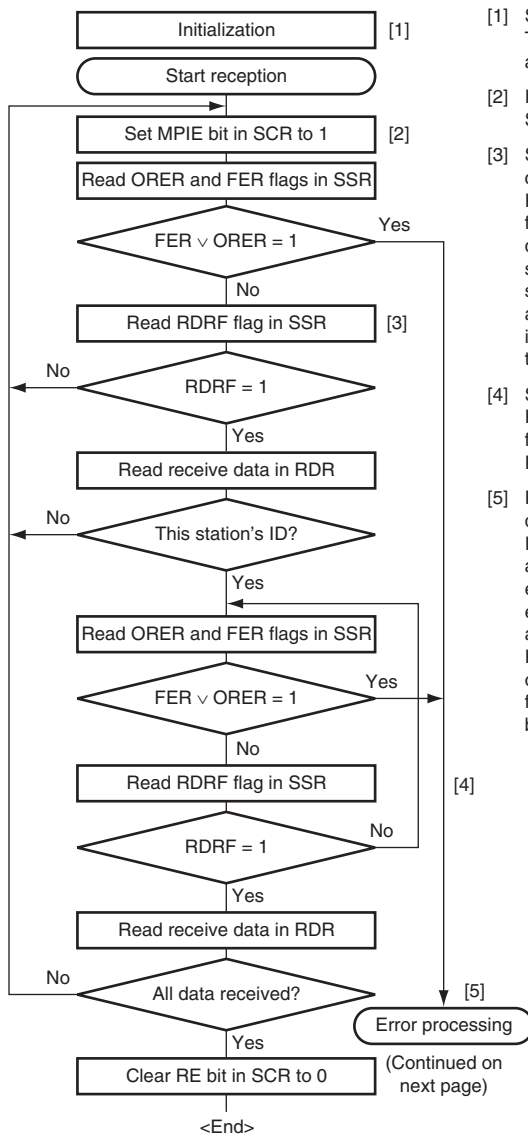 Initialization [1]
Start reception
Set MPIE bit in SCR to 1 [2]
Read ORER and FER flags in SSR
FER ∨ ORER = 1 Yes
No
Read RDRF flag in SSR [3]
No RDRF = 1
Yes
Read receive data in RDR
No This station's ID?
Yes
Read ORER and FER flags in SSR
FER ∨ ORER = 1 Yes
No
Read RDRF flag in SSR [4]
RDRF = 1 No
Yes
Read receive data in RDR
No All data received? [5]
Error processing
Yes
(Continued on
next page)
Clear RE bit in SCR to 0
<End>
[1]
[2]
[3]
[4]
[5]